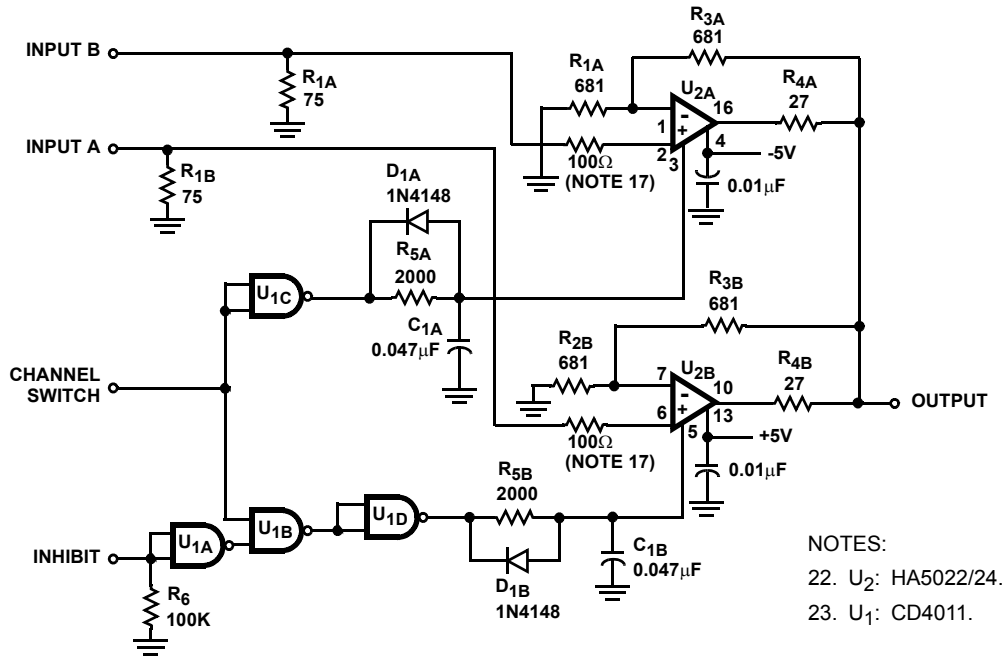 INPUT B
R1A
75
INPUT A
R1B
75
R3A
681
R1A
681
U2A
R4A
27
16
-
+
1
2
3
4
100Ω
(NOTE 17)
-5V
0.01μF
D1A
1N4148
R5A
2000
U1C
C1A
0.047μF
R3B
681
R2B
681
U2B
R4B
27
7
-
+
6
5
10
13
100Ω
(NOTE 17)
+5V
0.01μF
CHANNEL
SWITCH
OUTPUT
R5B
2000
U1A
U1B
U1D
INHIBIT
R6
100K
D1B
1N4148
C1B
0.047μF
NOTES:
22. U2: HA5022/24.
23. U1: CD4011.